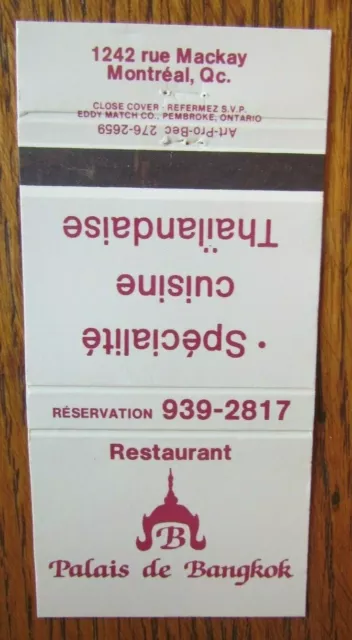 1242 rue Mackay
Montréal, Qc.
CLOSE COVER - REFERMEZ S.V.P.
EDDY MATCH CO., PEMBROKE, ONTARIO
Art-Pro-Bec 276-2659
• Spécialité
cuisine
Thaïlandaise
RÉSERVATION 939-2817
Restaurant
B
Palais de Bangkok